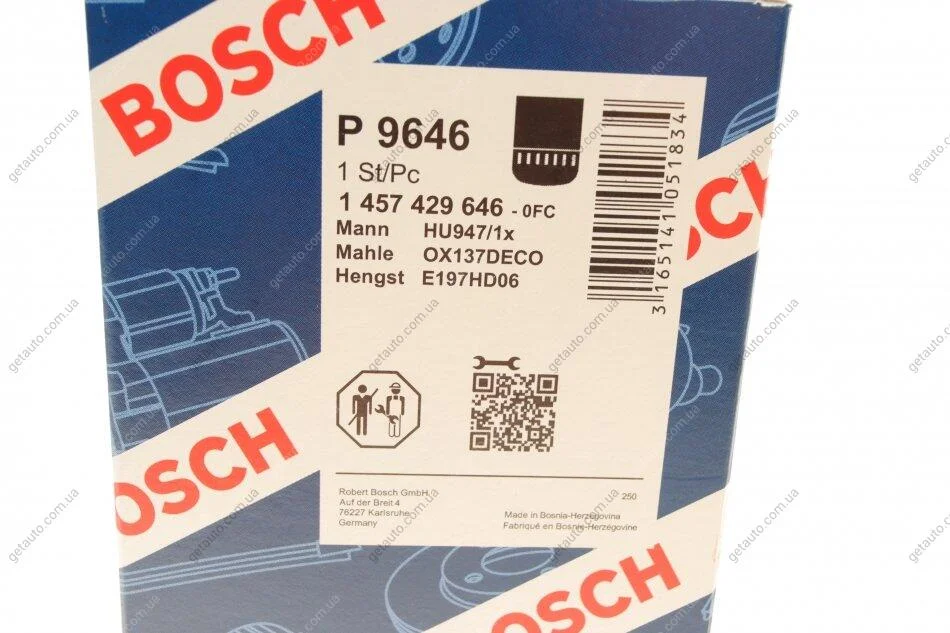 BOSCH
P 9646
1 St/Pc
1 457 429 646 - 0FC
Mann HU947/1x
Mahle OX137DECO
Hengst E197HD06
3 165141 051834
SCH
OSCH
Robert Bosch GmbH
Auf der Breit 4
76227 Karlsruhe
Germany
250
Made in Bosnia-Herzegovina
Fabriqué en Bosnie-Herzégovine
BOSCH
getauto.com.ua